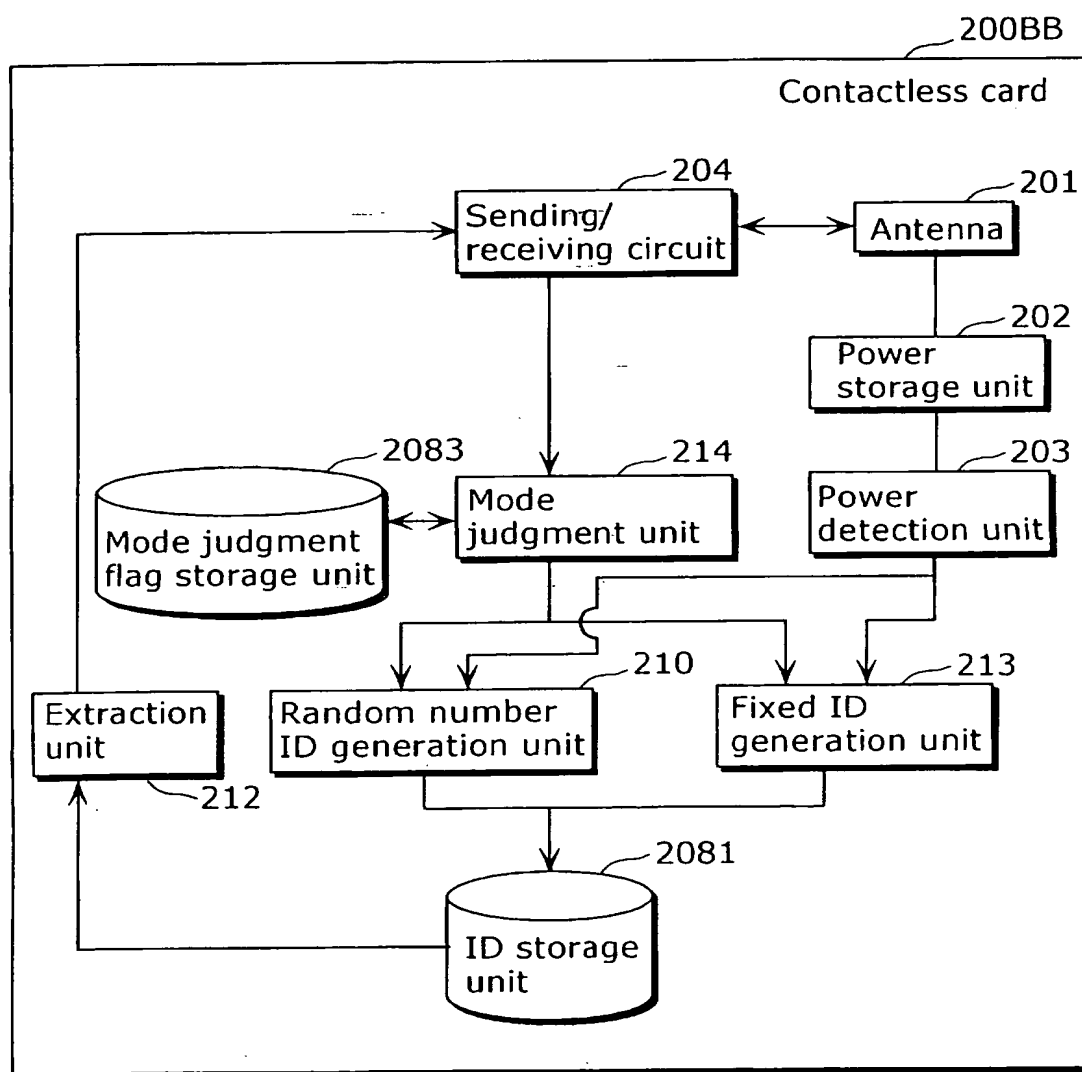 200BB
Contactless card
204
Sending/
receiving circuit
201
Antenna
202
Power
storage unit
2083
Mode judgment
flag storage unit
214
Mode
judgment unit
203
Power
detection unit
Extraction
unit
212
210
Random number
ID generation unit
213
Fixed ID
generation unit
2081
ID storage
unit